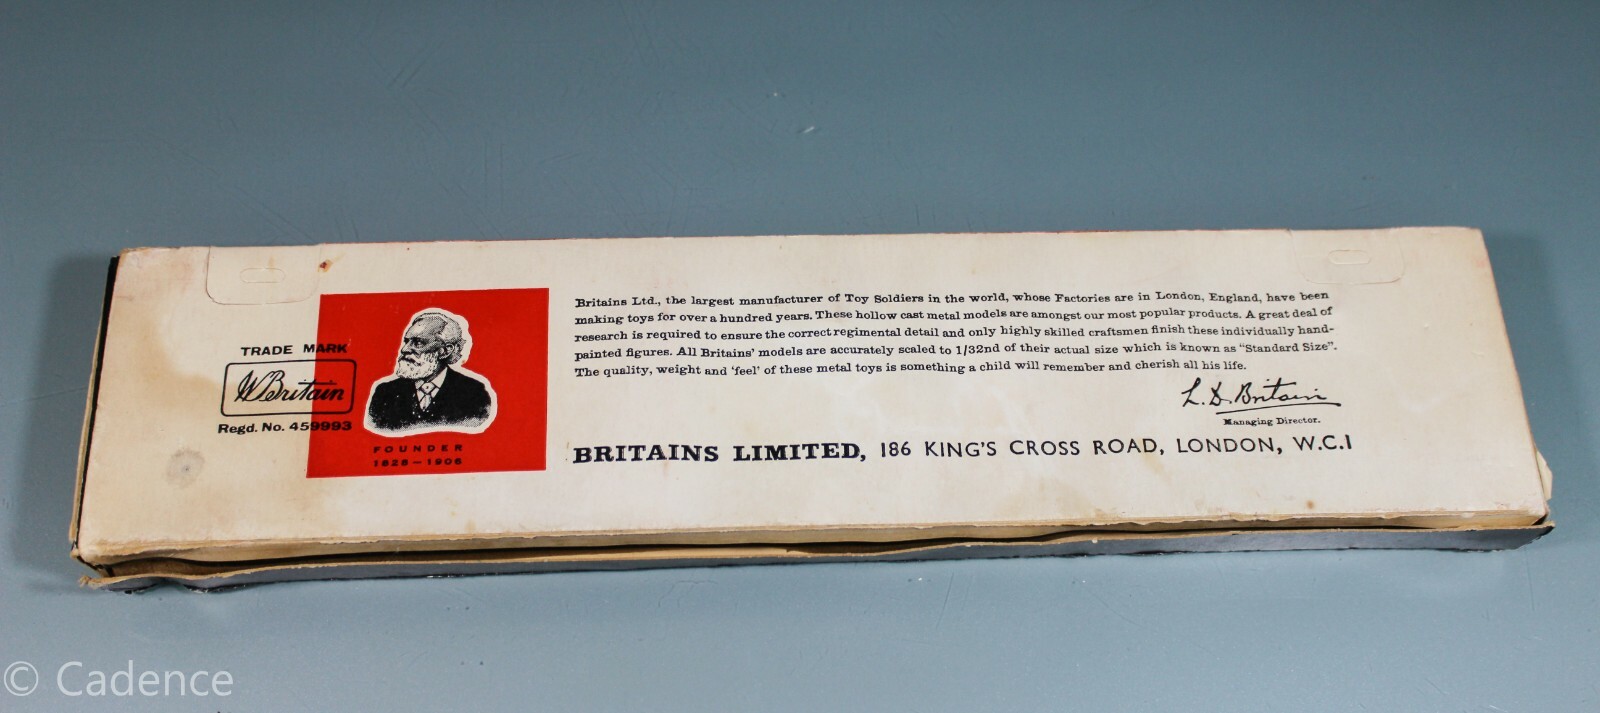 TRADE MARK
W Britain
Regd. No. 459993
FOUNDER
1828-1906
Britains Ltd., the largest manufacturer of Toy Soldiers in the world, whose Factories are in London, England, have been
making toys for over a hundred years. These hollow cast metal models are amongst our most popular products. A great deal of
research is required to ensure the correct regimental detail and only highly skilled craftsmen finish these individually hand-
painted figures. All Britains' models are accurately scaled to 1/32nd of their actual size which is known as "Standard Size".
The quality, weight and 'feel' of these metal toys is something a child will remember and cherish all his life.
L. D. Britain
Managing Director.
BRITAINS LIMITED, 186 KING'S CROSS ROAD, LONDON, W.C.1
© Cadence